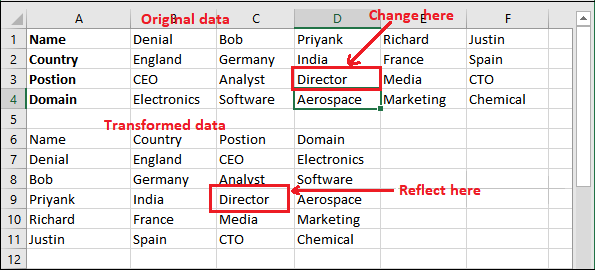 Original data Change here
A B C D E F
1 Name Denial Bob Priyank Richard Justin
2 Country England Germany India France Spain
3 Postion CEO Analyst Director Media CTO
4 Domain Electronics Software Aerospace Marketing Chemical
5 Transformed data
6 Name Country Postion Domain
7 Denial England CEO Electronics
8 Bob Germany Analyst Software
9 Priyank India Director Aerospace Reflect here
10 Richard France Media Marketing
11 Justin Spain CTO Chemical
12